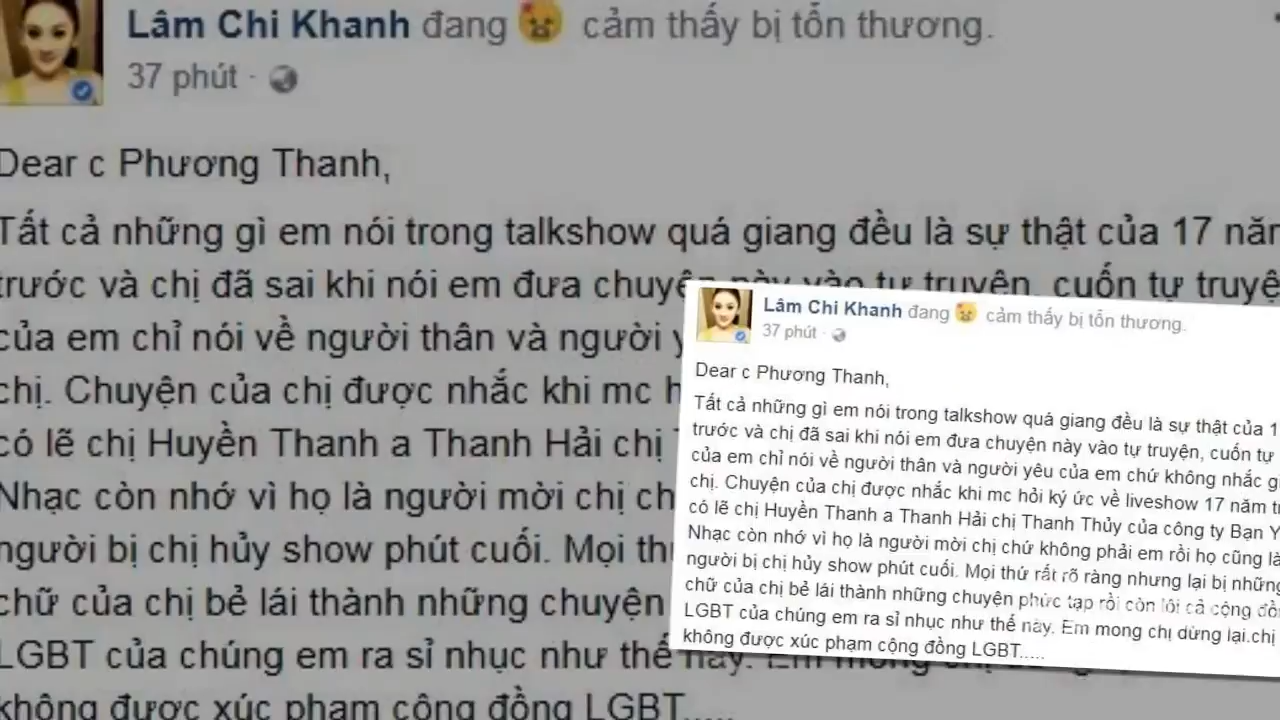 Lâm Chi Khanh đang cảm thấy bị tổn thương.
37 phút ·
Dear c Phương Thanh,
Tất cả những gì em nói trong talkshow quá giang đều là sự thật của 17 năm
trước và chị đã sai khi nói em đưa chuyện này vào tự truyện, cuốn tự truyệ
của em chỉ nói về người thân và người y
chị. Chuyện của chị được nhắc khi mc h
có lẽ chị Huyền Thanh a Thanh Hải chị T
Nhạc còn nhớ vì họ là người mời chị ch
người bị chị hủy show phút cuối. Mọi thứ
chữ của chị bẻ lái thành những chuyện
LGBT của chúng em ra sỉ nhục như thế này. Em mong chị
không được xúc phạm cộng đồng LGBT.....
Lâm Chi Khanh đang cảm thấy bị tổn thương.
37 phút ·
Dear c Phương Thanh,
Tất cả những gì em nói trong talkshow quá giang đều là sự thật của 1
trước và chị đã sai khi nói em đưa chuyện này vào tự truyện, cuốn tự
của em chỉ nói về người thân và người yêu của em chứ không nhắc g
chị. Chuyện của chị được nhắc khi mc hỏi ký ức về liveshow 17 năm t
có lẽ chị Huyền Thanh a Thanh Hải chị Thanh Thủy của công ty Bạn Y
Nhạc còn nhớ vì họ là người mời chị chứ không phải em rồi họ cũng là
người bị chị hủy show phút cuối. Mọi thứ rất rõ ràng nhưng lại bị những
chữ của chị bẻ lái thành những chuyện phức tạp rồi còn lôi cả cộng đồ
LGBT của chúng em ra sỉ nhục như thế này. Em mong chị dừng lại.chị
không được xúc phạm cộng đồng LGBT.....